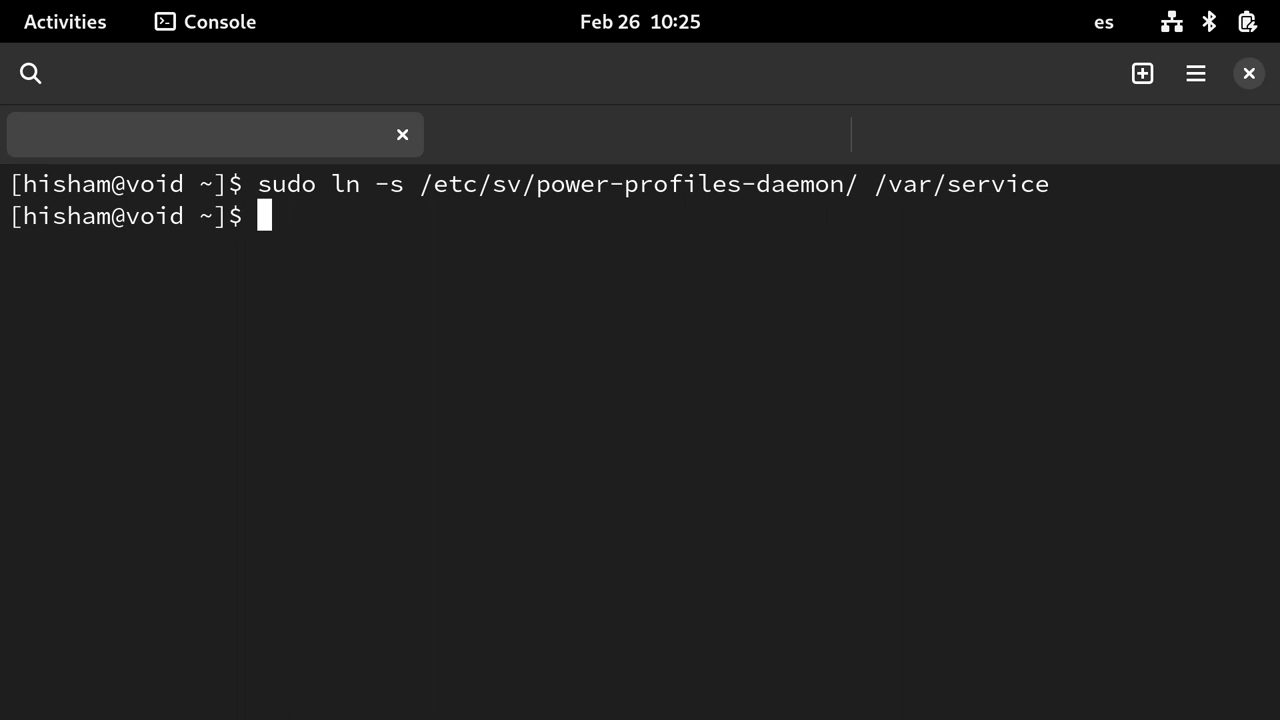 Activities Console Feb 26 10:25 es
[hisham@void ~]$ sudo ln -s /etc/sv/power-profiles-daemon/ /var/service
[hisham@void ~]$